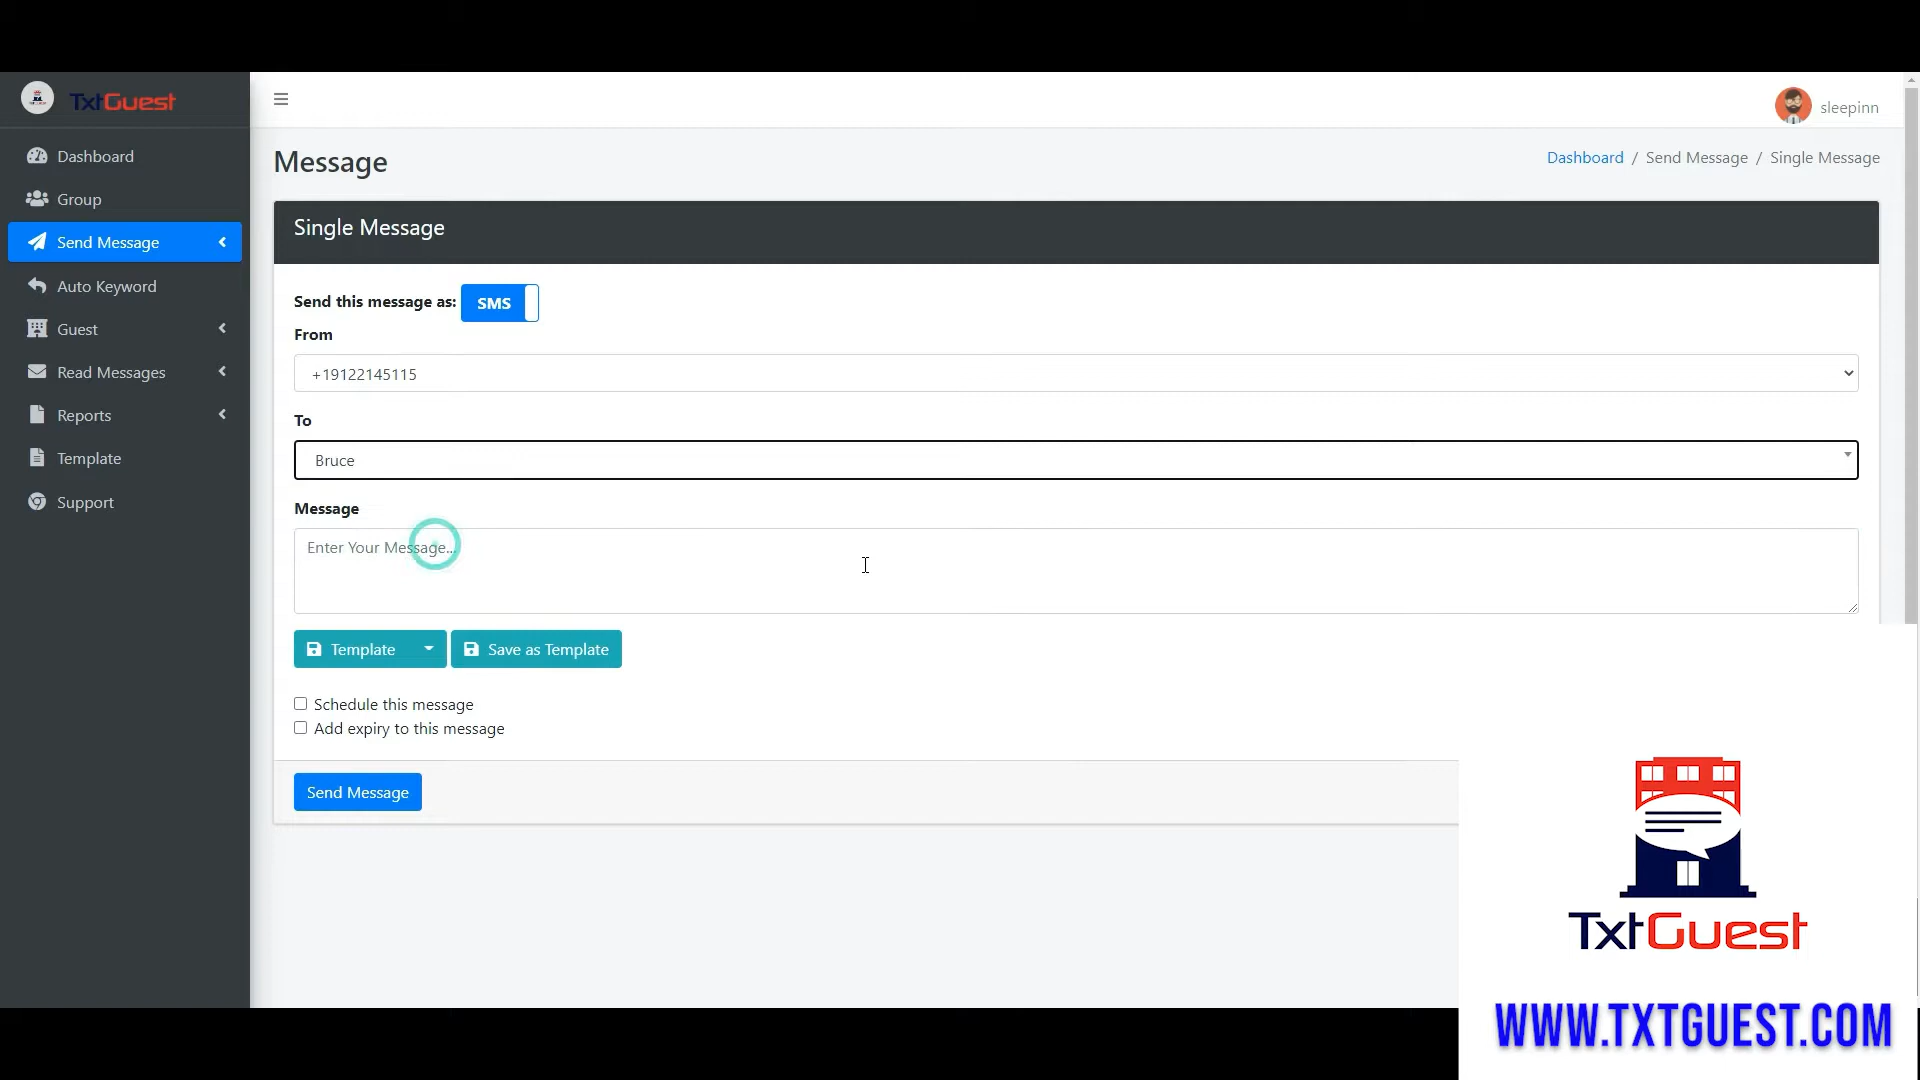 TxtGuest
sleepinn
Dashboard
Group
Send Message
Auto Keyword
Guest
Read Messages
Reports
Template
Support
Message
Dashboard / Send Message / Single Message
Single Message
Send this message as: SMS
From
+19122145115
To
Bruce
Message
Enter Your Message...
Template
Save as Template
Schedule this message
Add expiry to this message
Send Message
TxtGuest
WWW.TXTGUEST.COM